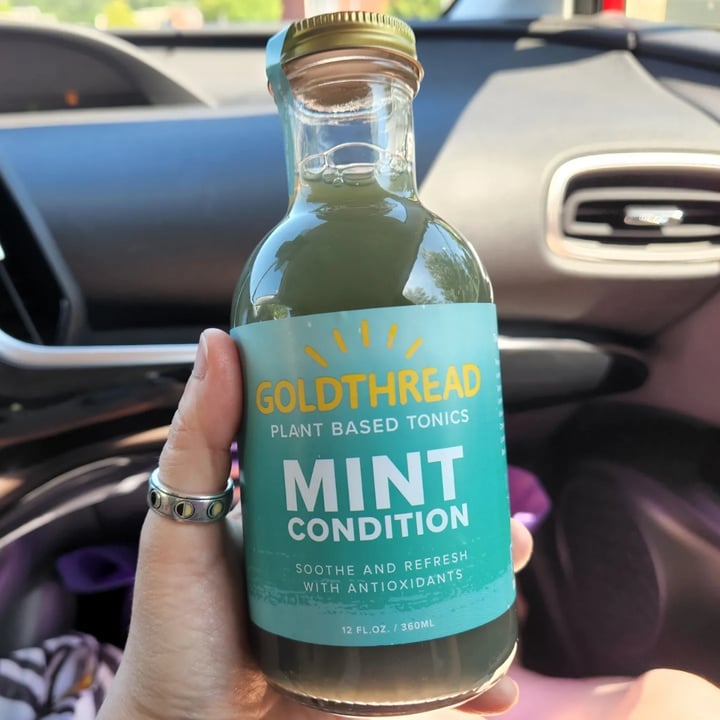 GOLDTHREAD
PLANT BASED TONICS
MINT
CONDITION
SOOTHE AND REFRESH
WITH ANTIOXIDANTS
12 FL.OZ. / 360ML